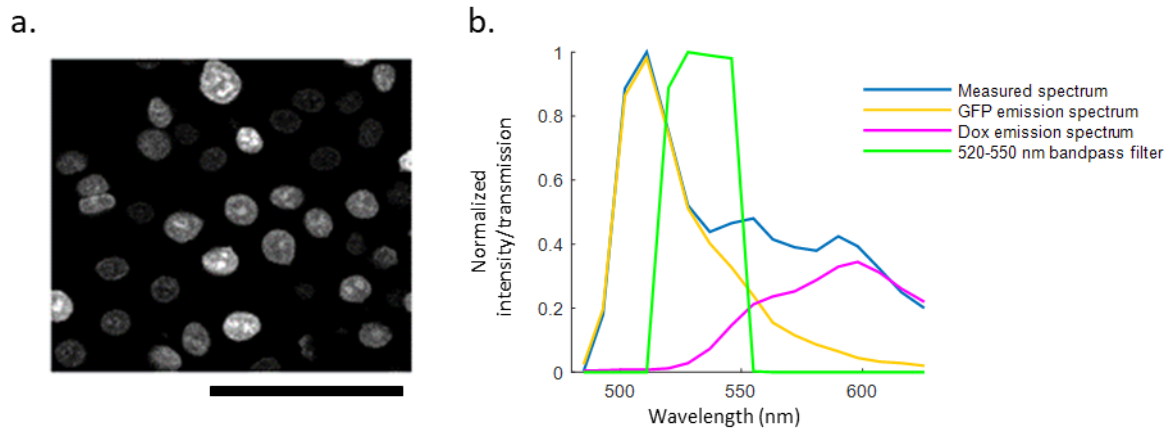 a.
b.
1
0.8
0.6
0.4
0.2
0
500
550
600
Normalized
intensity/transmission
Wavelength (nm)
Measured spectrum
GFP emission spectrum
Dox emission spectrum
520-550 nm bandpass filter